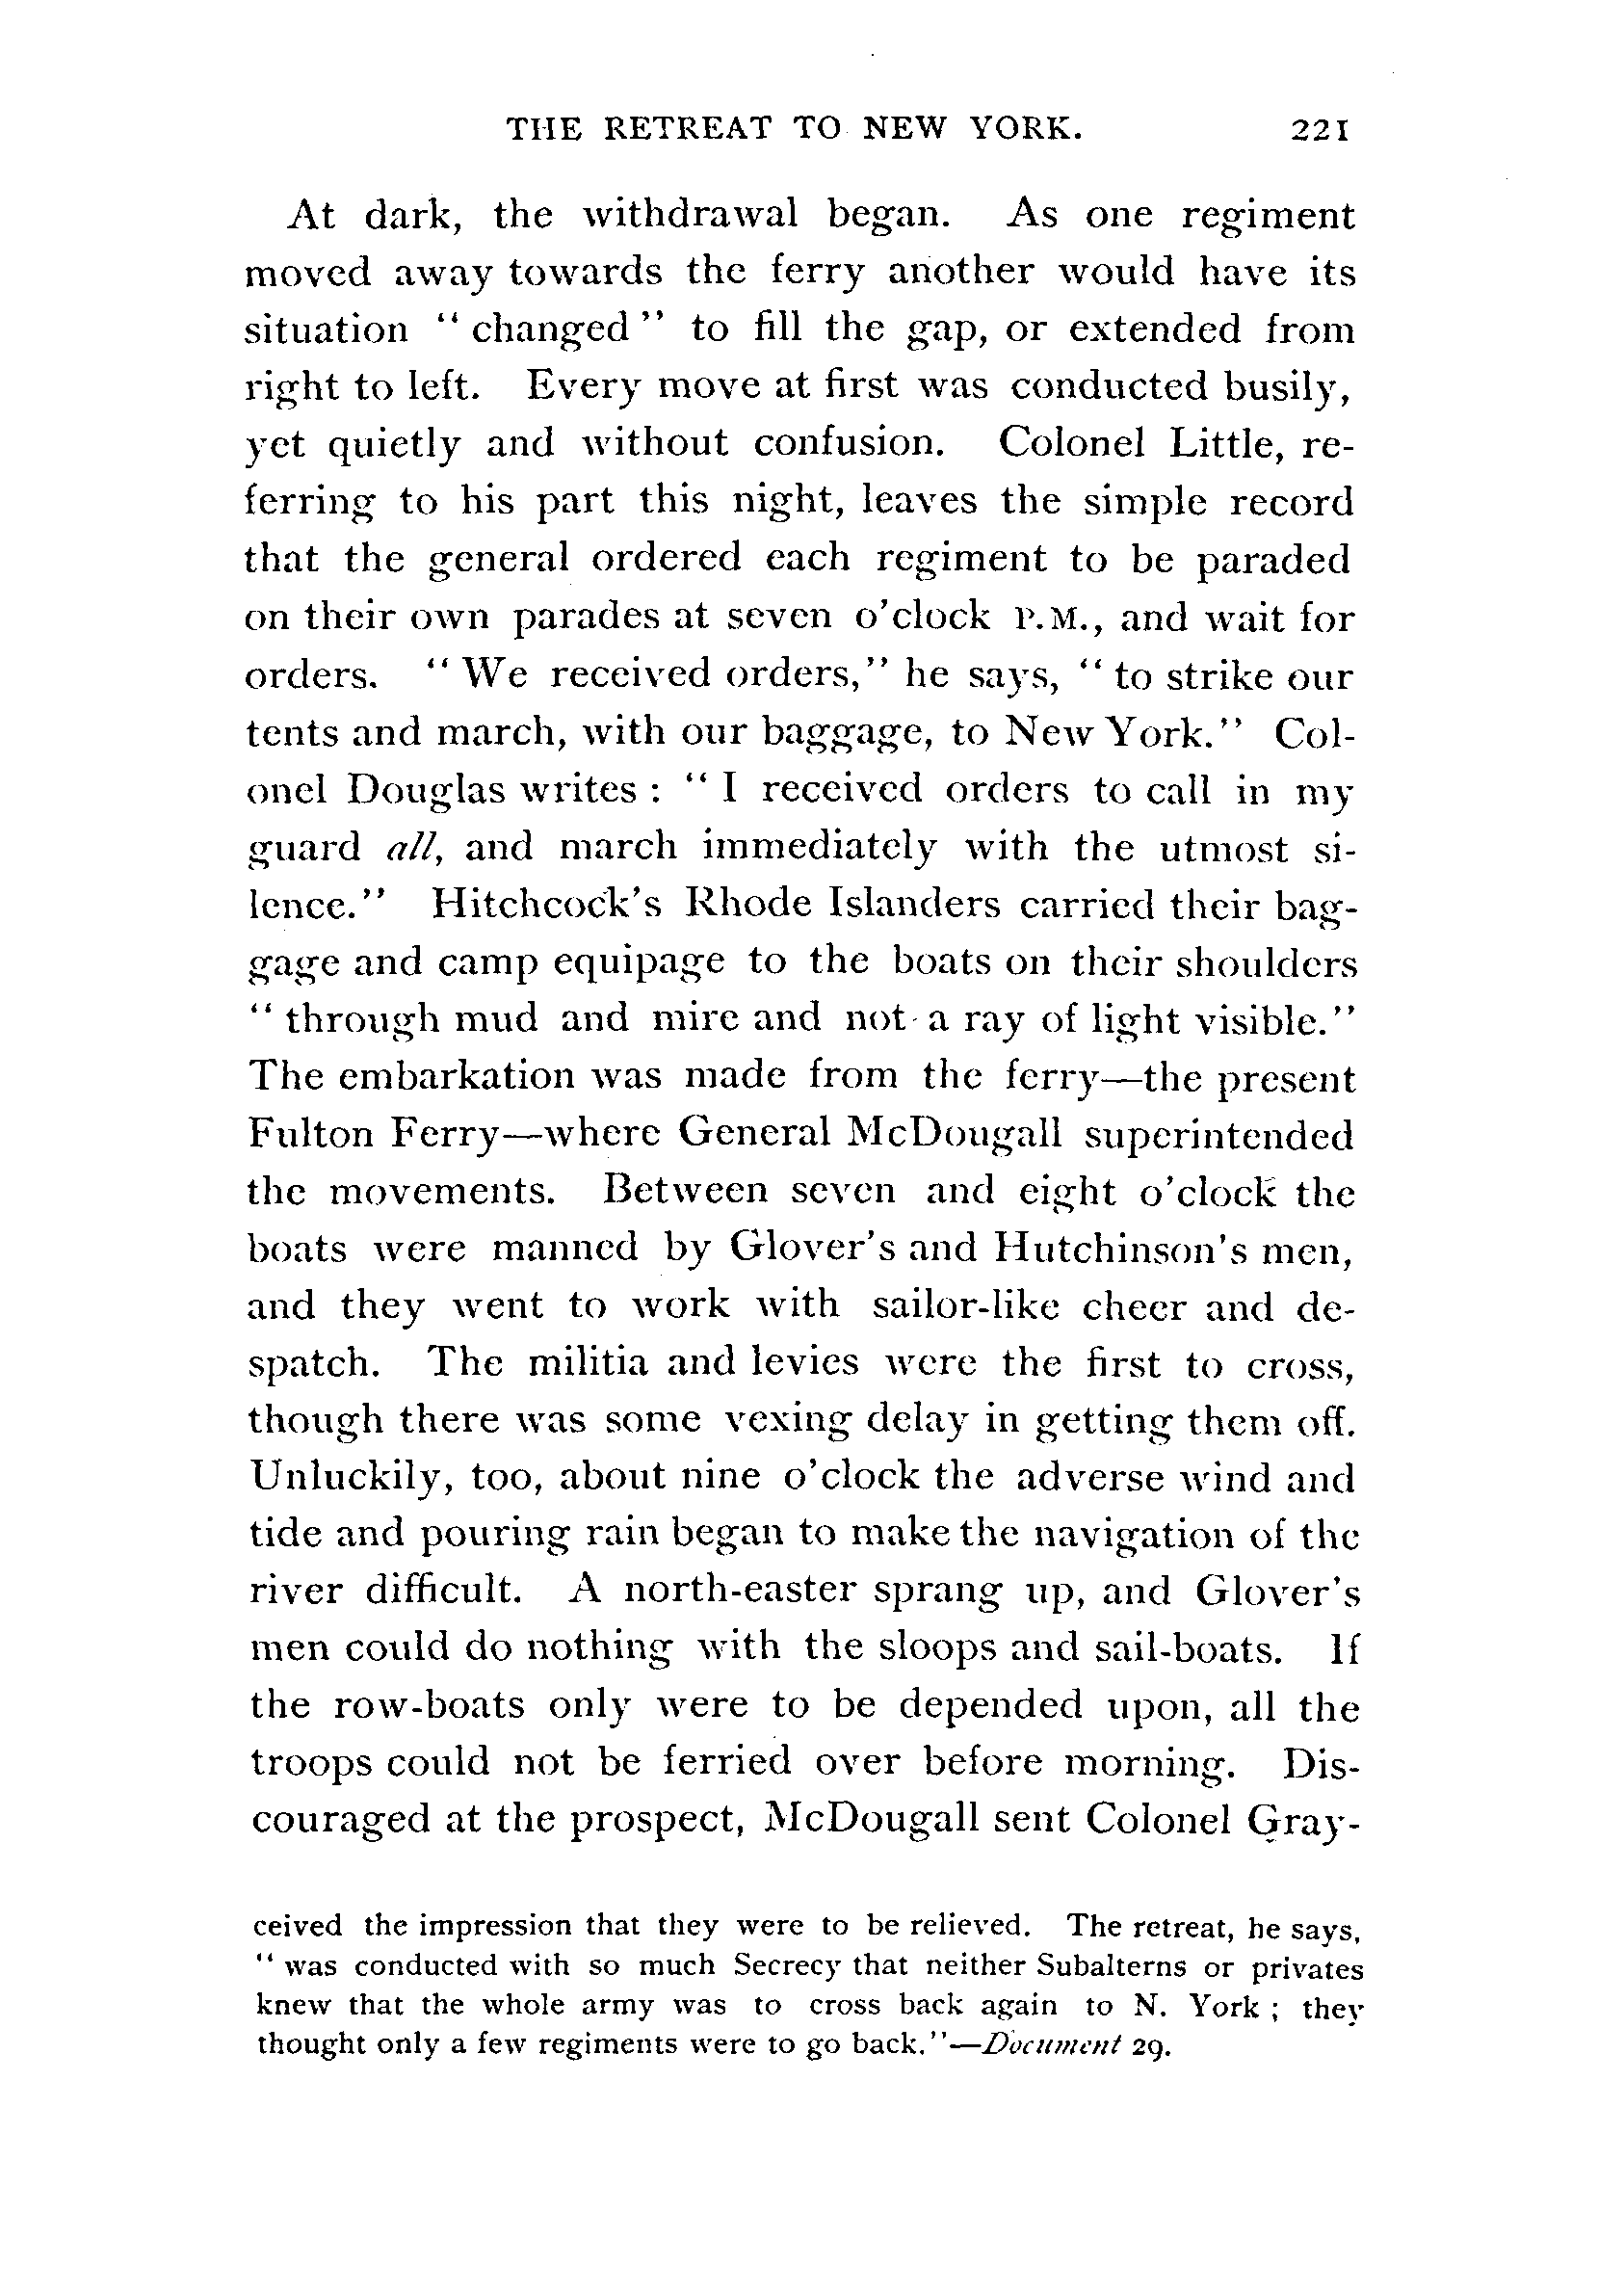 THE RETREAT TO NEW YORK. 221
At dark, the withdrawal began. As one regiment
moved away towards the ferry another would have its
situation “changed” to fill the gap, or extended from
right to left. Every move at first was conducted busily,
yet quietly and without confusion. Colonel Little, re-
ferring to his part this night, leaves the simple record
that the general ordered each regiment to be paraded
on their own parades at seven o’clock P.M., and wait for
orders. “We received orders,” he says, “to strike our
tents and march, with our baggage, to New York.” Col-
onel Douglas writes: “I received orders to call in my
guard all, and march immediately with the utmost si-
lence.” Hitchcock’s Rhode Islanders carried their bag-
gage and camp equipage to the boats on their shoulders
“through mud and mire and not a ray of light visible.”
The embarkation was made from the ferry—the present
Fulton Ferry—where General McDougall superintended
the movements. Between seven and eight o’clock the
boats were manned by Glover’s and Hutchinson’s men,
and they went to work with sailor-like cheer and de-
spatch. The militia and levies were the first to cross,
though there was some vexing delay in getting them off.
Unluckily, too, about nine o’clock the adverse wind and
tide and pouring rain began to make the navigation of the
river difficult. A north-easter sprang up, and Glover’s
men could do nothing with the sloops and sail-boats. If
the row-boats only were to be depended upon, all the
troops could not be ferried over before morning. Dis-
couraged at the prospect, McDougall sent Colonel Gray-
ceived the impression that they were to be relieved. The retreat, he says,
“was conducted with so much Secrecy that neither Subalterns or privates
knew that the whole army was to cross back again to N. York; they
thought only a few regiments were to go back.”—Document 29.